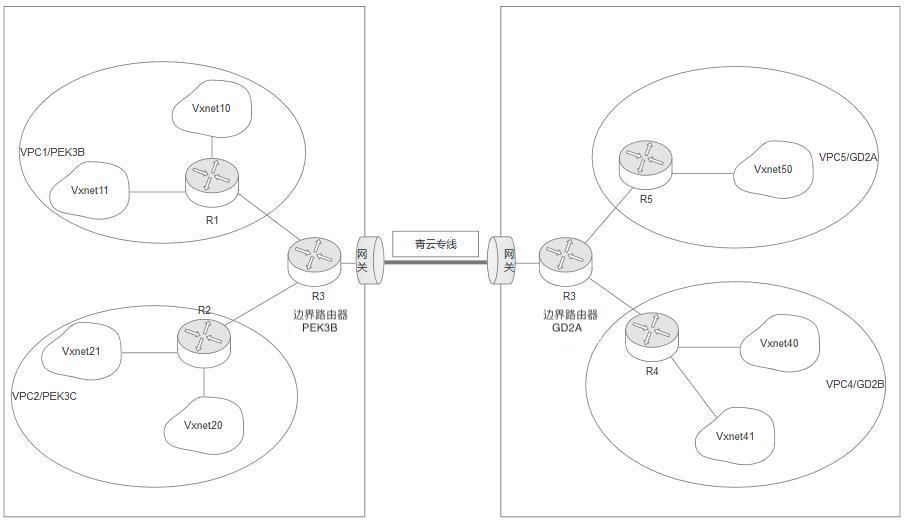 Vxnet10
VPC1/PEK3B
Vxnet11
R1
网
关
R3
边界路由器
PEK3B
R2
Vxnet21
VPC2/PEK3C
Vxnet20
青云专线
网
关
R3
边界路由器
GD2A
R5
Vxnet50
VPC5/GD2A
R4
Vxnet40
VPC4/GD2B
Vxnet41